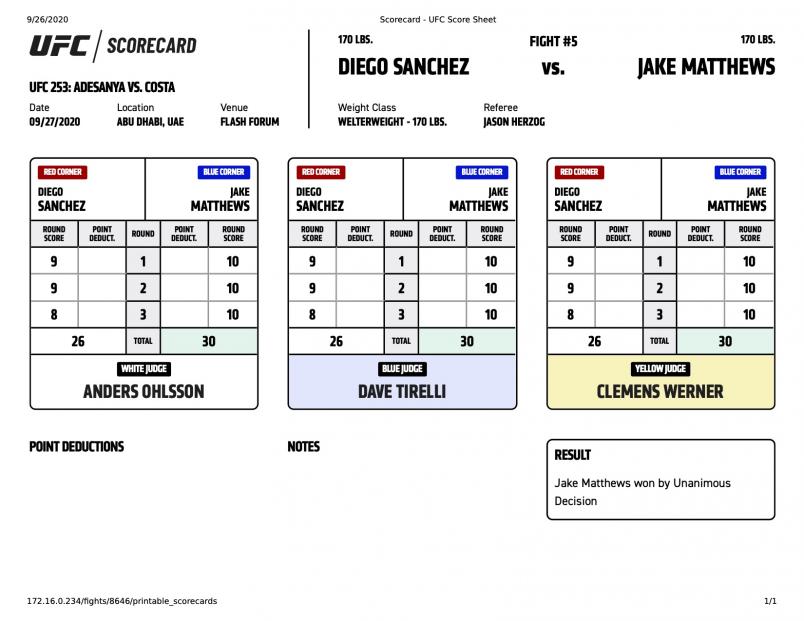 9/26/2020 Scorecard - UFC Score Sheet
UFC SCORECARD
UFC 253: ADESANYA VS. COSTA
Date Location Venue
09/27/2020 ABU DHABI, UAE FLASH FORUM
170 LBS. FIGHT #5 170 LBS.
DIEGO SANCHEZ vs. JAKE MATTHEWS
Weight Class Referee
WELTERWEIGHT - 170 LBS. JASON HERZOG
RED CORNER BLUE CORNER
DIEGO JAKE
SANCHEZ MATTHEWS
ROUND POINT ROUND POINT ROUND
SCORE DEDUCT. DEDUCT. SCORE
9 1 10
9 2 10
8 3 10
26 TOTAL 30
WHITE JUDGE
ANDERS OHLSSON
RED CORNER BLUE CORNER
DIEGO JAKE
SANCHEZ MATTHEWS
ROUND POINT ROUND POINT ROUND
SCORE DEDUCT. DEDUCT. SCORE
9 1 10
9 2 10
8 3 10
26 TOTAL 30
BLUE JUDGE
DAVE TIRELLI
RED CORNER BLUE CORNER
DIEGO JAKE
SANCHEZ MATTHEWS
ROUND POINT ROUND POINT ROUND
SCORE DEDUCT. DEDUCT. SCORE
9 1 10
9 2 10
8 3 10
26 TOTAL 30
YELLOW JUDGE
CLEMENS WERNER
POINT DEDUCTIONS
NOTES
RESULT
Jake Matthews won by Unanimous
Decision
172.16.0.234/fights/8646/printable_scorecards 1/1